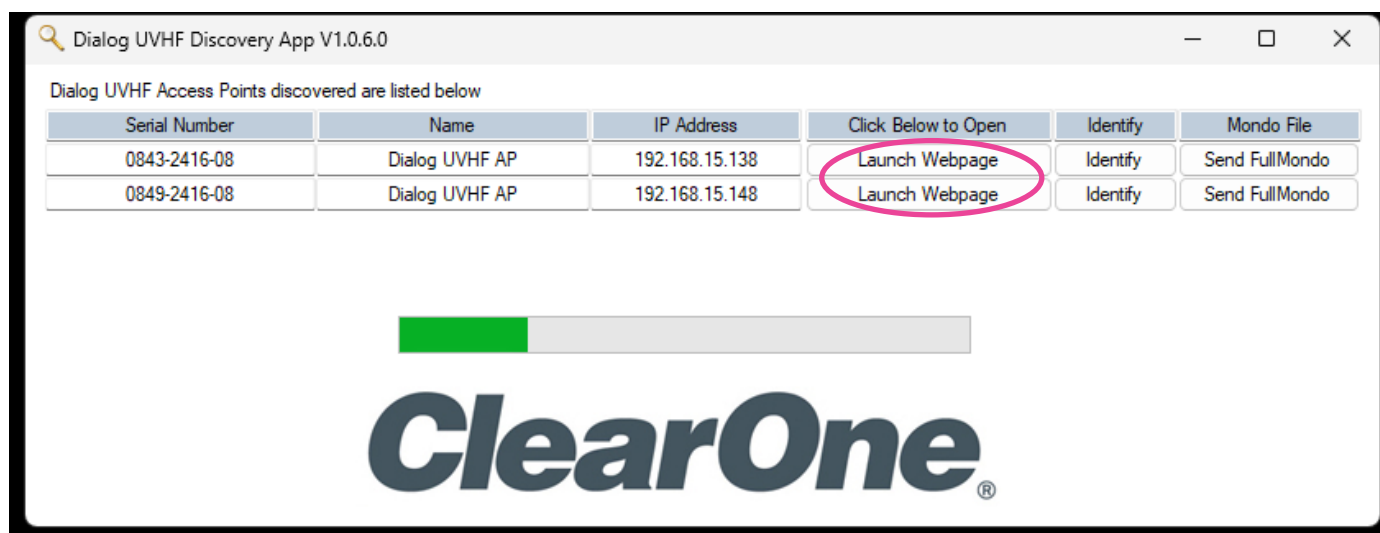 Dialog UVHF Discovery App V1.0.6.0
Dialog UVHF Access Points discovered are listed below
Serial Number Name IP Address Click Below to Open Identify Mondo File
0843-2416-08 Dialog UVHF AP 192.168.15.138 Launch Webpage Identify Send FullMondo
0849-2416-08 Dialog UVHF AP 192.168.15.148 Launch Webpage Identify Send FullMondo
ClearOne®